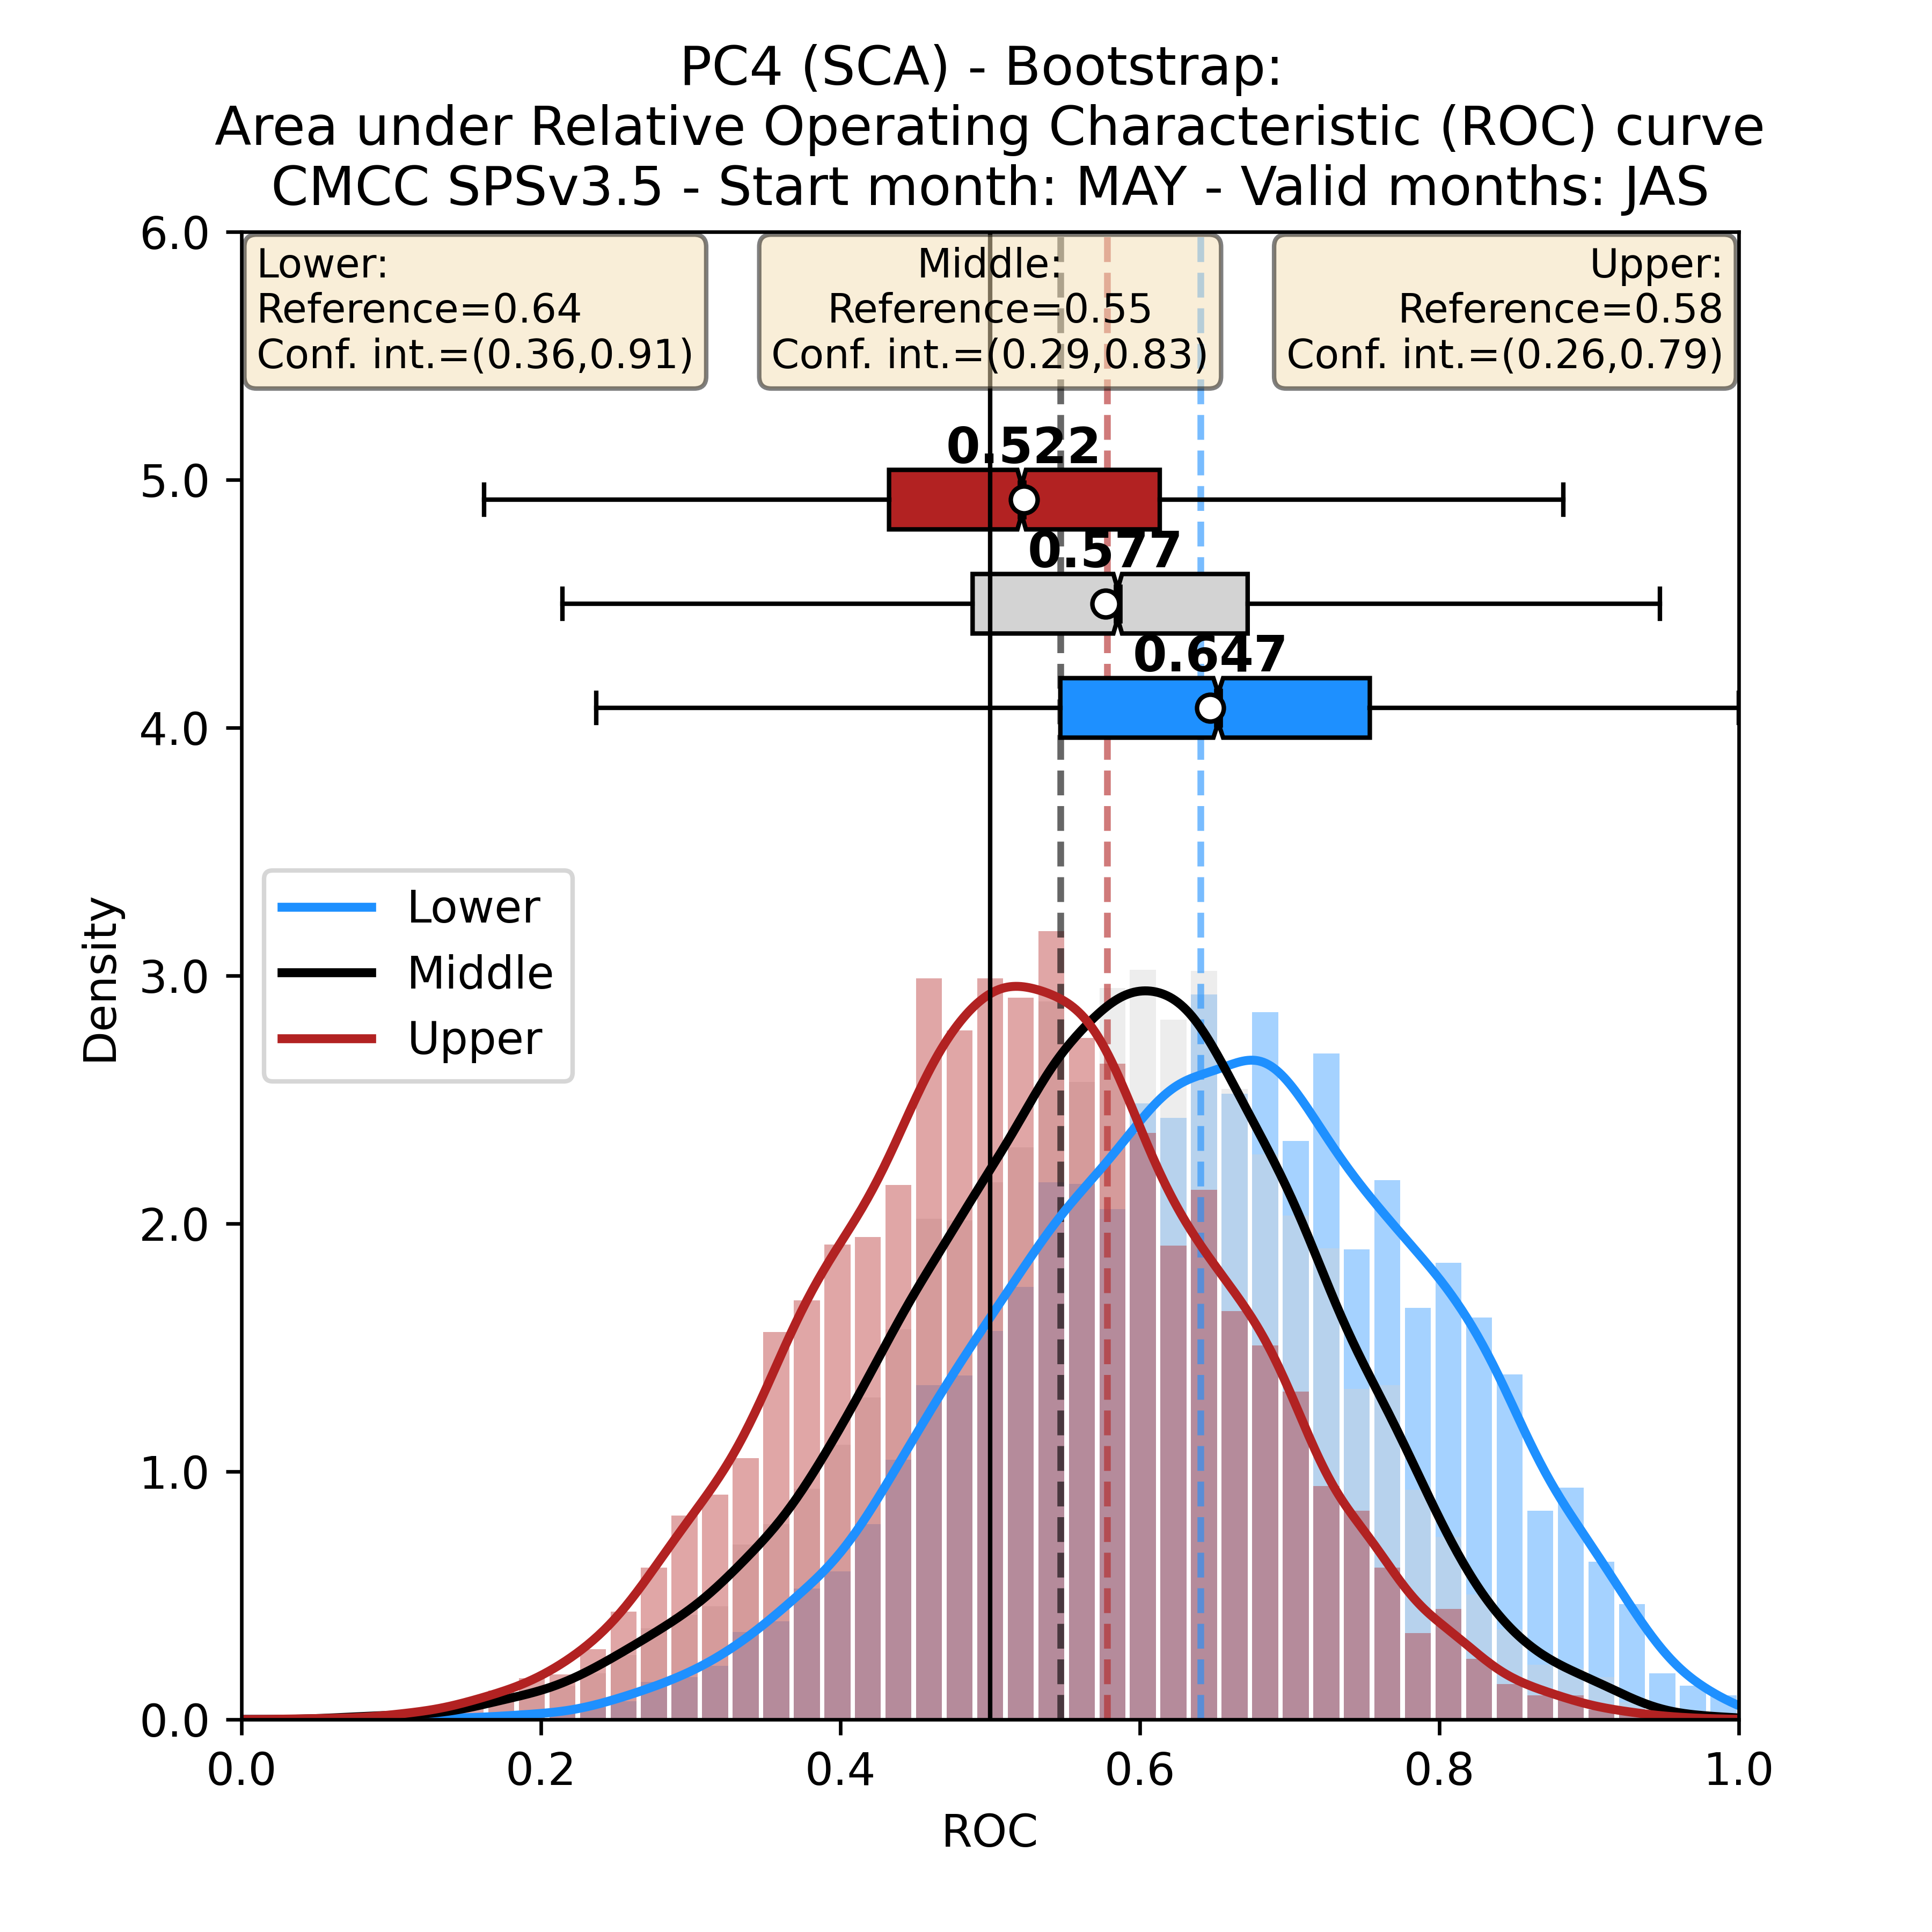 PC4 (SCA) - Bootstrap:
Area under Relative Operating Characteristic (ROC) curve
CMCC SPSv3.5 - Start month: MAY - Valid months: JAS
6.0
Lower:
Reference=0.64
Conf. int.=(0.36,0.91)
Middle:
Reference=0.55
Conf. int.=(0.29,0.83)
Upper:
Reference=0.58
Conf. int.=(0.26,0.79)
0.522
5.0
0.577
0.647
4.0
Lower
Middle
Upper
Density
3.0
2.0
1.0
0.0
0.0
0.2
0.4
0.6
0.8
1.0
ROC